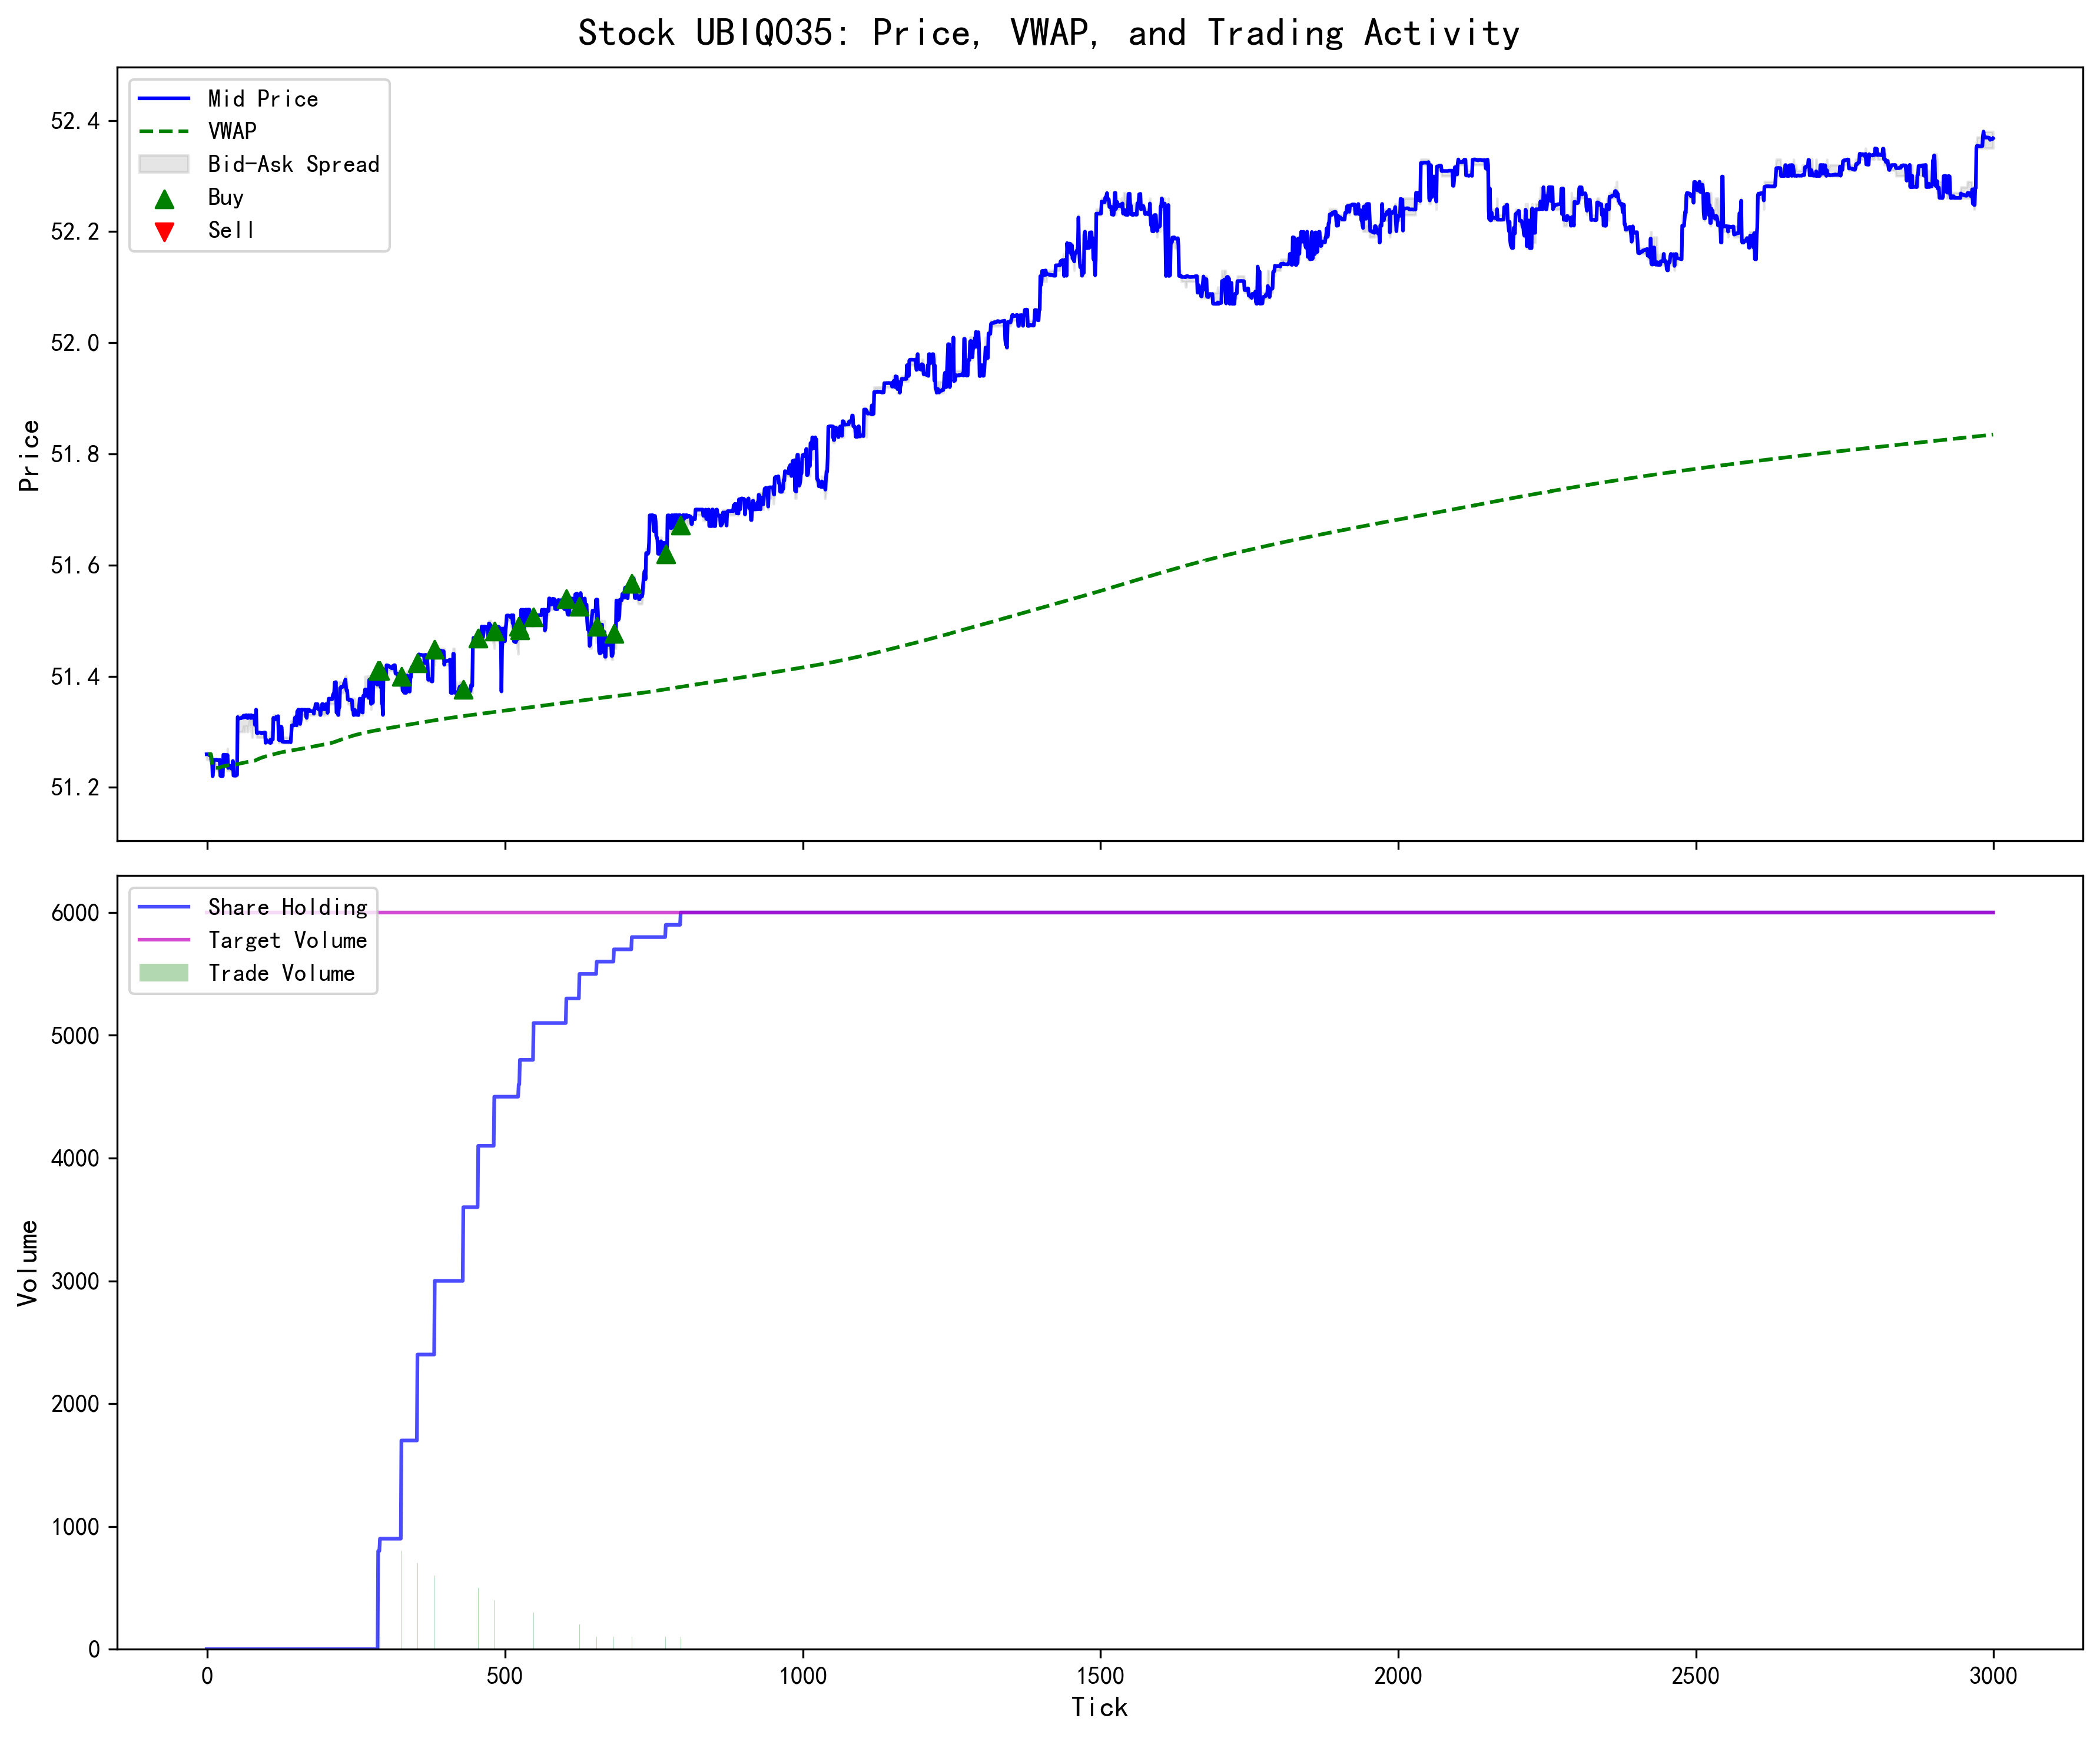 Stock UBIQ035: Price, VWAP, and Trading Activity
Mid Price
VWAP
Bid-Ask Spread
Buy
Sell
Price
52.4
52.2
52.0
51.8
51.6
51.4
51.2
Share Holding
Target Volume
Trade Volume
Volume
6000
5000
4000
3000
2000
1000
0
0 500 1000 1500 2000 2500 3000
Tick